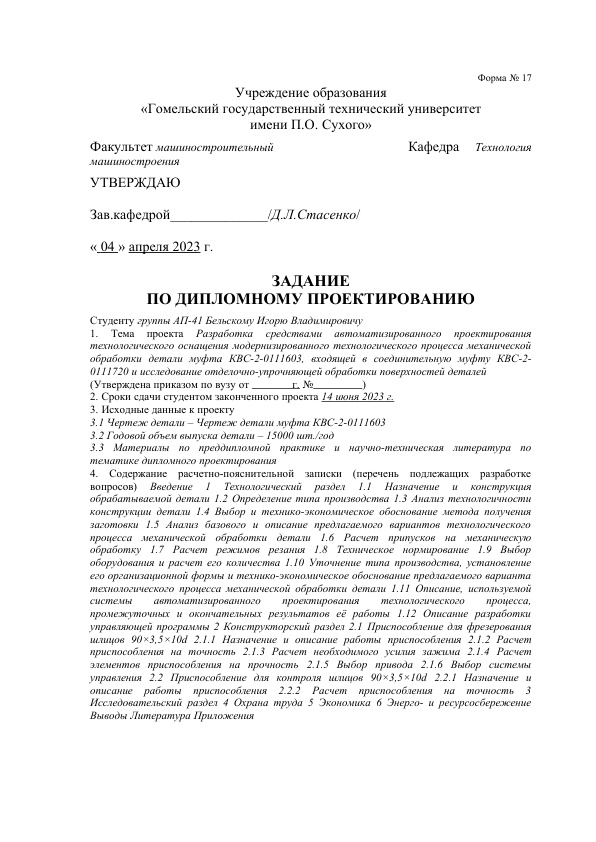 Форма № 17
Учреждение образования
«Гомельский государственный технический университет
имени П.О. Сухого»
Факультет машиностроительный Кафедра Технология
машиностроения
УТВЕРЖДАЮ
Зав.кафедрой______________/Д.Л.Стасенко/
« 04 » апреля 2023 г.
ЗАДАНИЕ
ПО ДИПЛОМНОМУ ПРОЕКТИРОВАНИЮ
Студенту группы АП-41 Бельскому Игорю Владимировичу
1. Тема проекта Разработка средствами автоматизированного проектирования
технологического оснащения модернизированного технологического процесса механической
обработки детали муфта КВС-2-0111603, входящей в соединительную муфту КВС-2-
0111720 и исследование отделочно-упрочняющей обработки поверхностей деталей
(Утверждена приказом по вузу от _______г. №_________)
2. Сроки сдачи студентом законченного проекта 14 июня 2023 г.
3. Исходные данные к проекту
3.1 Чертеж детали – Чертеж детали муфта КВС-2-0111603
3.2 Годовой объем выпуска детали – 15000 шт./год
3.3 Материалы по преддипломной практике и научно-техническая литература по
тематике дипломного проектирования
4. Содержание расчетно-пояснительной записки (перечень подлежащих разработке
вопросов) Введение 1 Технологический раздел 1.1 Назначение и конструкция
обрабатываемой детали 1.2 Определение типа производства 1.3 Анализ технологичности
конструкции детали 1.4 Выбор и технико-экономическое обоснование метода получения
заготовки 1.5 Анализ базового и описание предлагаемого вариантов технологического
процесса механической обработки детали 1.6 Расчет припусков на механическую
обработку 1.7 Расчет режимов резания 1.8 Техническое нормирование 1.9 Выбор
оборудования и расчет его количества 1.10 Уточнение типа производства, установление
его организационной формы и технико-экономическое обоснование предлагаемого варианта
технологического процесса механической обработки детали 1.11 Описание, используемой
системы автоматизированного проектирования технологического процесса,
промежуточных и окончательных результатов её работы 1.12 Описание разработки
управляющей программы 2 Конструкторский раздел 2.1 Приспособление для фрезерования
шлицов 90×3,5×10d 2.1.1 Назначение и описание работы приспособления 2.1.2 Расчет
приспособления на точность 2.1.3 Расчет необходимого усилия зажима 2.1.4 Расчет
элементов приспособления на прочность 2.1.5 Выбор привода 2.1.6 Выбор системы
управления 2.2 Приспособление для контроля шлицов 90×3,5×10d 2.2.1 Назначение и
описание работы приспособления 2.2.2 Расчет приспособления на точность 3
Исследовательский раздел 4 Охрана труда 5 Экономика 6 Энерго- и ресурсосбережение
Выводы Литература Приложения